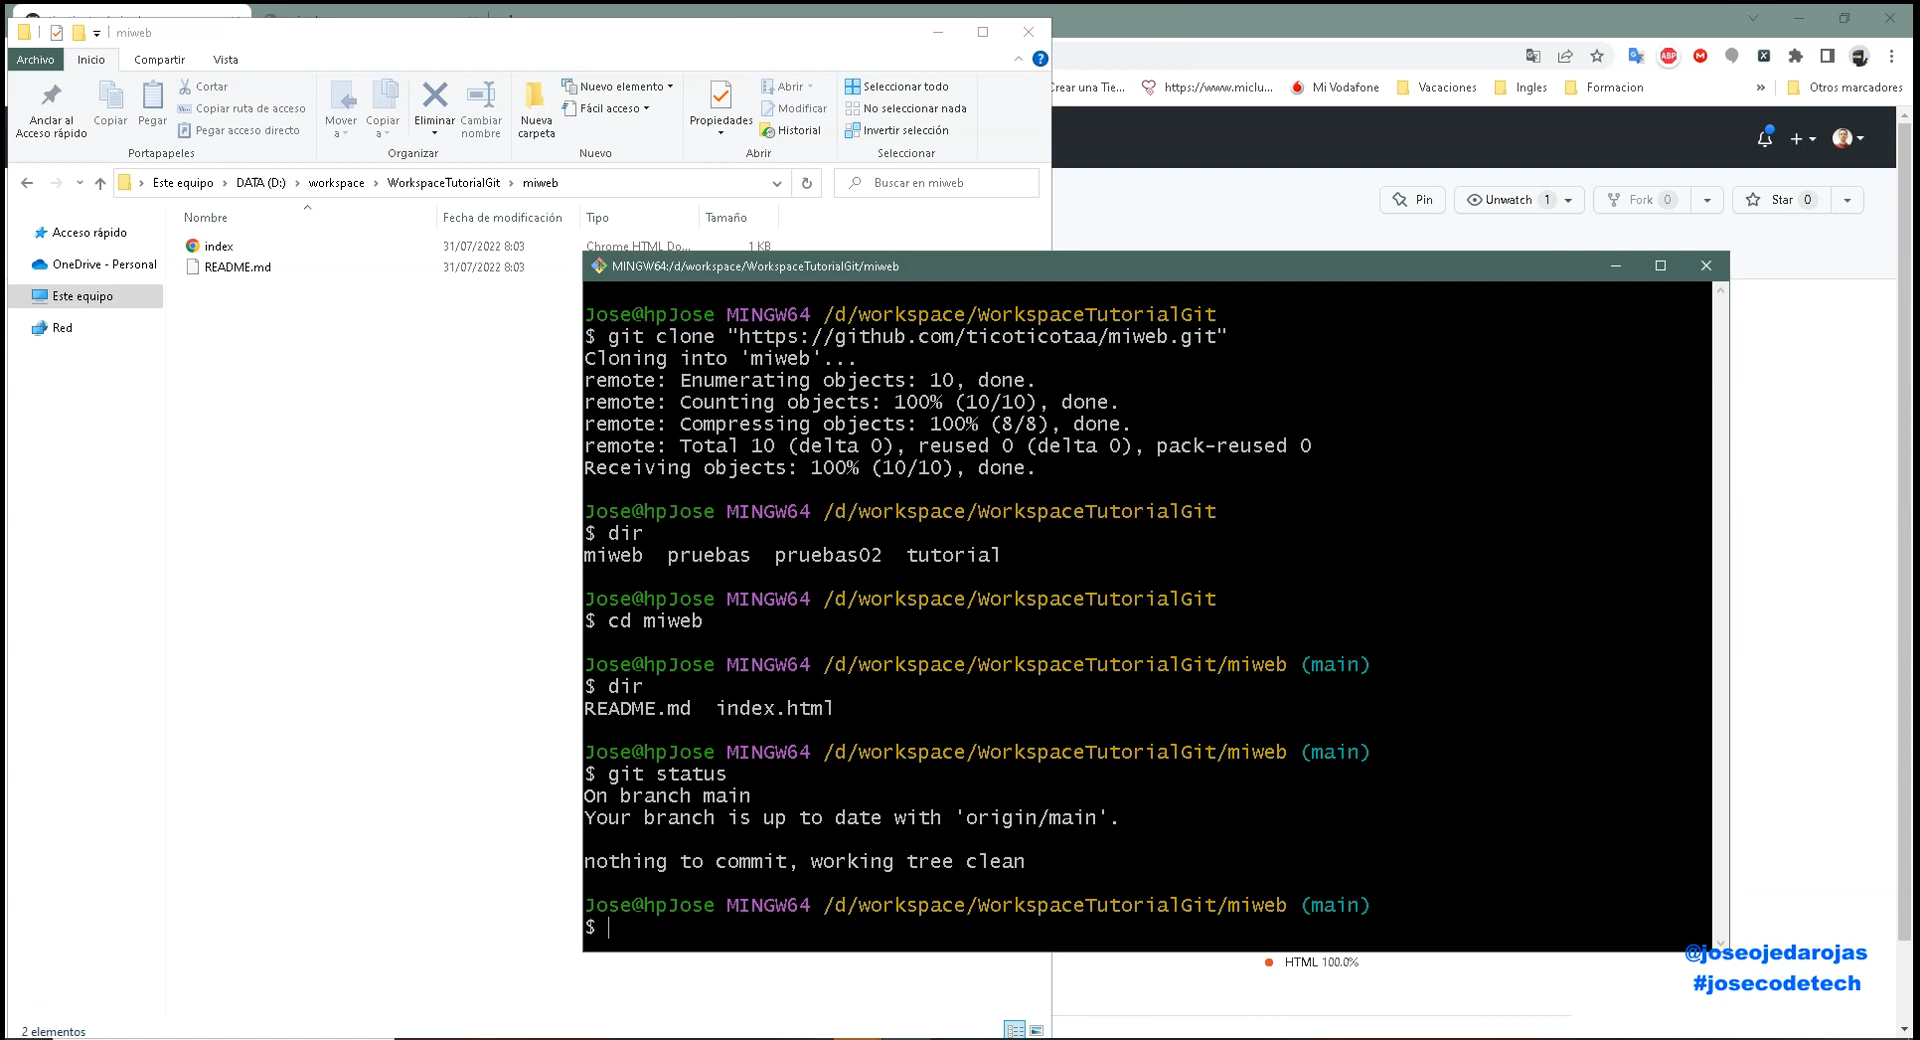 miweb
Archivo Inicio Compartir Vista
Anclar al Acceso rápido
Copiar
Pegar
Cortar
Copiar ruta de acceso
Pegar acceso directo
Portapapeles
Mover a
Copiar a
Eliminar
Cambiar nombre
Organizar
Nueva carpeta
Nuevo elemento
Fácil acceso
Nuevo
Propiedades
Abrir
Modificar
Historial
Abrir
Seleccionar todo
No seleccionar nada
Invertir selección
Seleccionar
Este equipo > DATA (D:) > workspace > WorkspaceTutorialGit > miweb
Buscar en miweb
Acceso rápido
OneDrive - Personal
Este equipo
Red
Nombre Fecha de modificación Tipo Tamaño
index 31/07/2022 8:03 Chrome HTML Do... 1 KB
README.md 31/07/2022 8:03
2 elementos
ABP
Crear una Tie... https://www.miclu... Mi Vodafone Vacaciones Ingles Formacion » Otros marcadores
Pin Unwatch 1 Fork 0 Star 0
MINGW64:/d/workspace/WorkspaceTutorialGit/miweb
Jose@hpJose MINGW64 /d/workspace/WorkspaceTutorialGit
$ git clone "https://github.com/ticoticotaa/miweb.git"
Cloning into 'miweb'...
remote: Enumerating objects: 10, done.
remote: Counting objects: 100% (10/10), done.
remote: Compressing objects: 100% (8/8), done.
remote: Total 10 (delta 0), reused 0 (delta 0), pack-reused 0
Receiving objects: 100% (10/10), done.
Jose@hpJose MINGW64 /d/workspace/WorkspaceTutorialGit
$ dir
miweb pruebas pruebas02 tutorial
Jose@hpJose MINGW64 /d/workspace/WorkspaceTutorialGit
$ cd miweb
Jose@hpJose MINGW64 /d/workspace/WorkspaceTutorialGit/miweb (main)
$ dir
README.md index.html
Jose@hpJose MINGW64 /d/workspace/WorkspaceTutorialGit/miweb (main)
$ git status
On branch main
Your branch is up to date with 'origin/main'.
nothing to commit, working tree clean
Jose@hpJose MINGW64 /d/workspace/WorkspaceTutorialGit/miweb (main)
$
HTML 100.0%
@joseojedarojas
#josecodetech